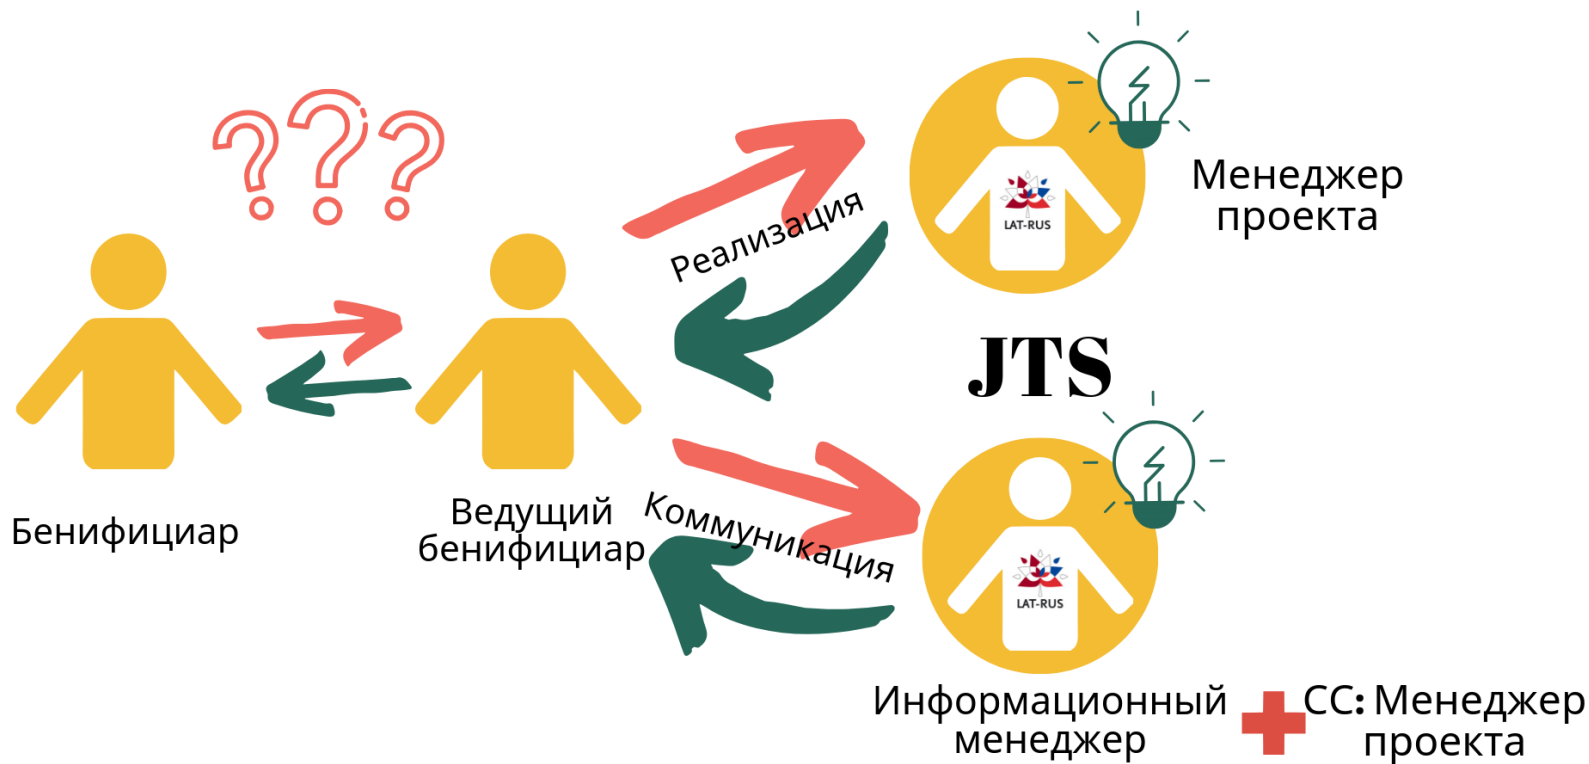 Менеджер
проекта
LAT-RUS
Реализация
JTS
Бенифициар
Ведущий
бенифициар
Коммуникация
LAT-RUS
Информационный
менеджер
CC: Менеджер
проекта